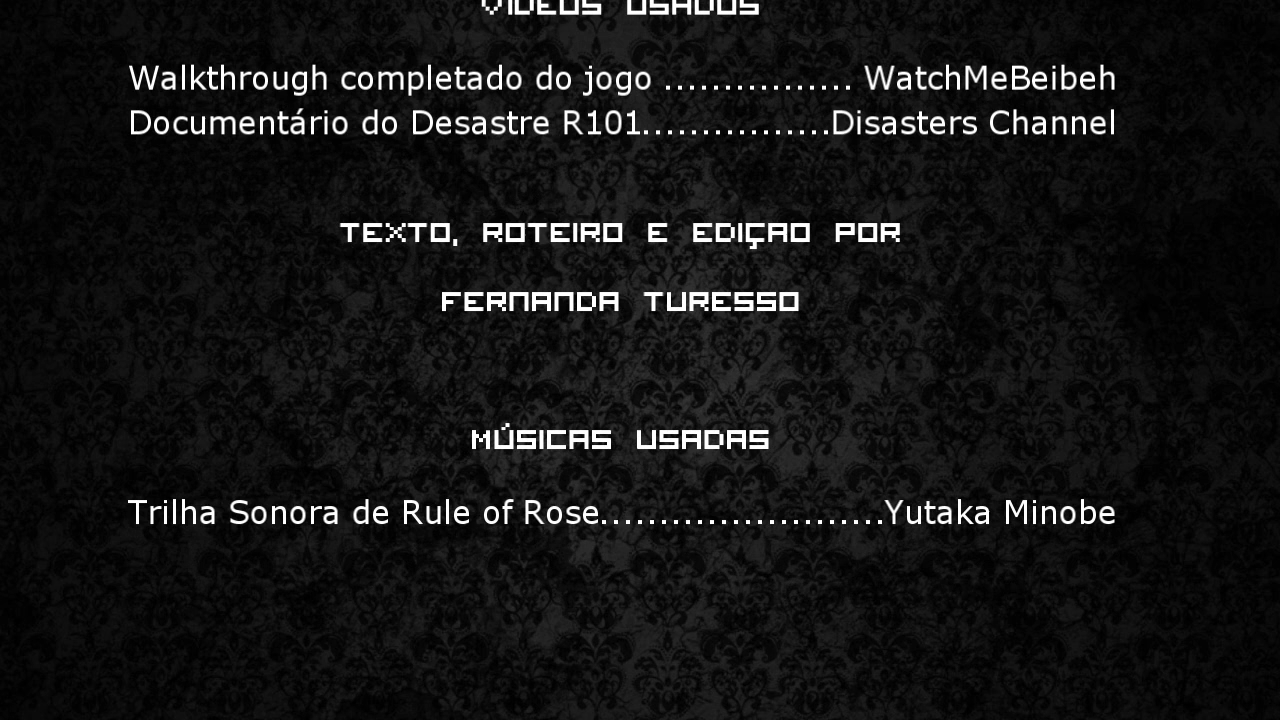 VÍDEOS USADOS
Walkthrough completado do jogo ................ WatchMeBeibeh
Documentário do Desastre R101................Disasters Channel
TEXTO, ROTEIRO E EDIÇAO POR
FERNANDA TURESSO
MÚSICAS USADAS
Trilha Sonora de Rule of Rose........................Yutaka Minobe